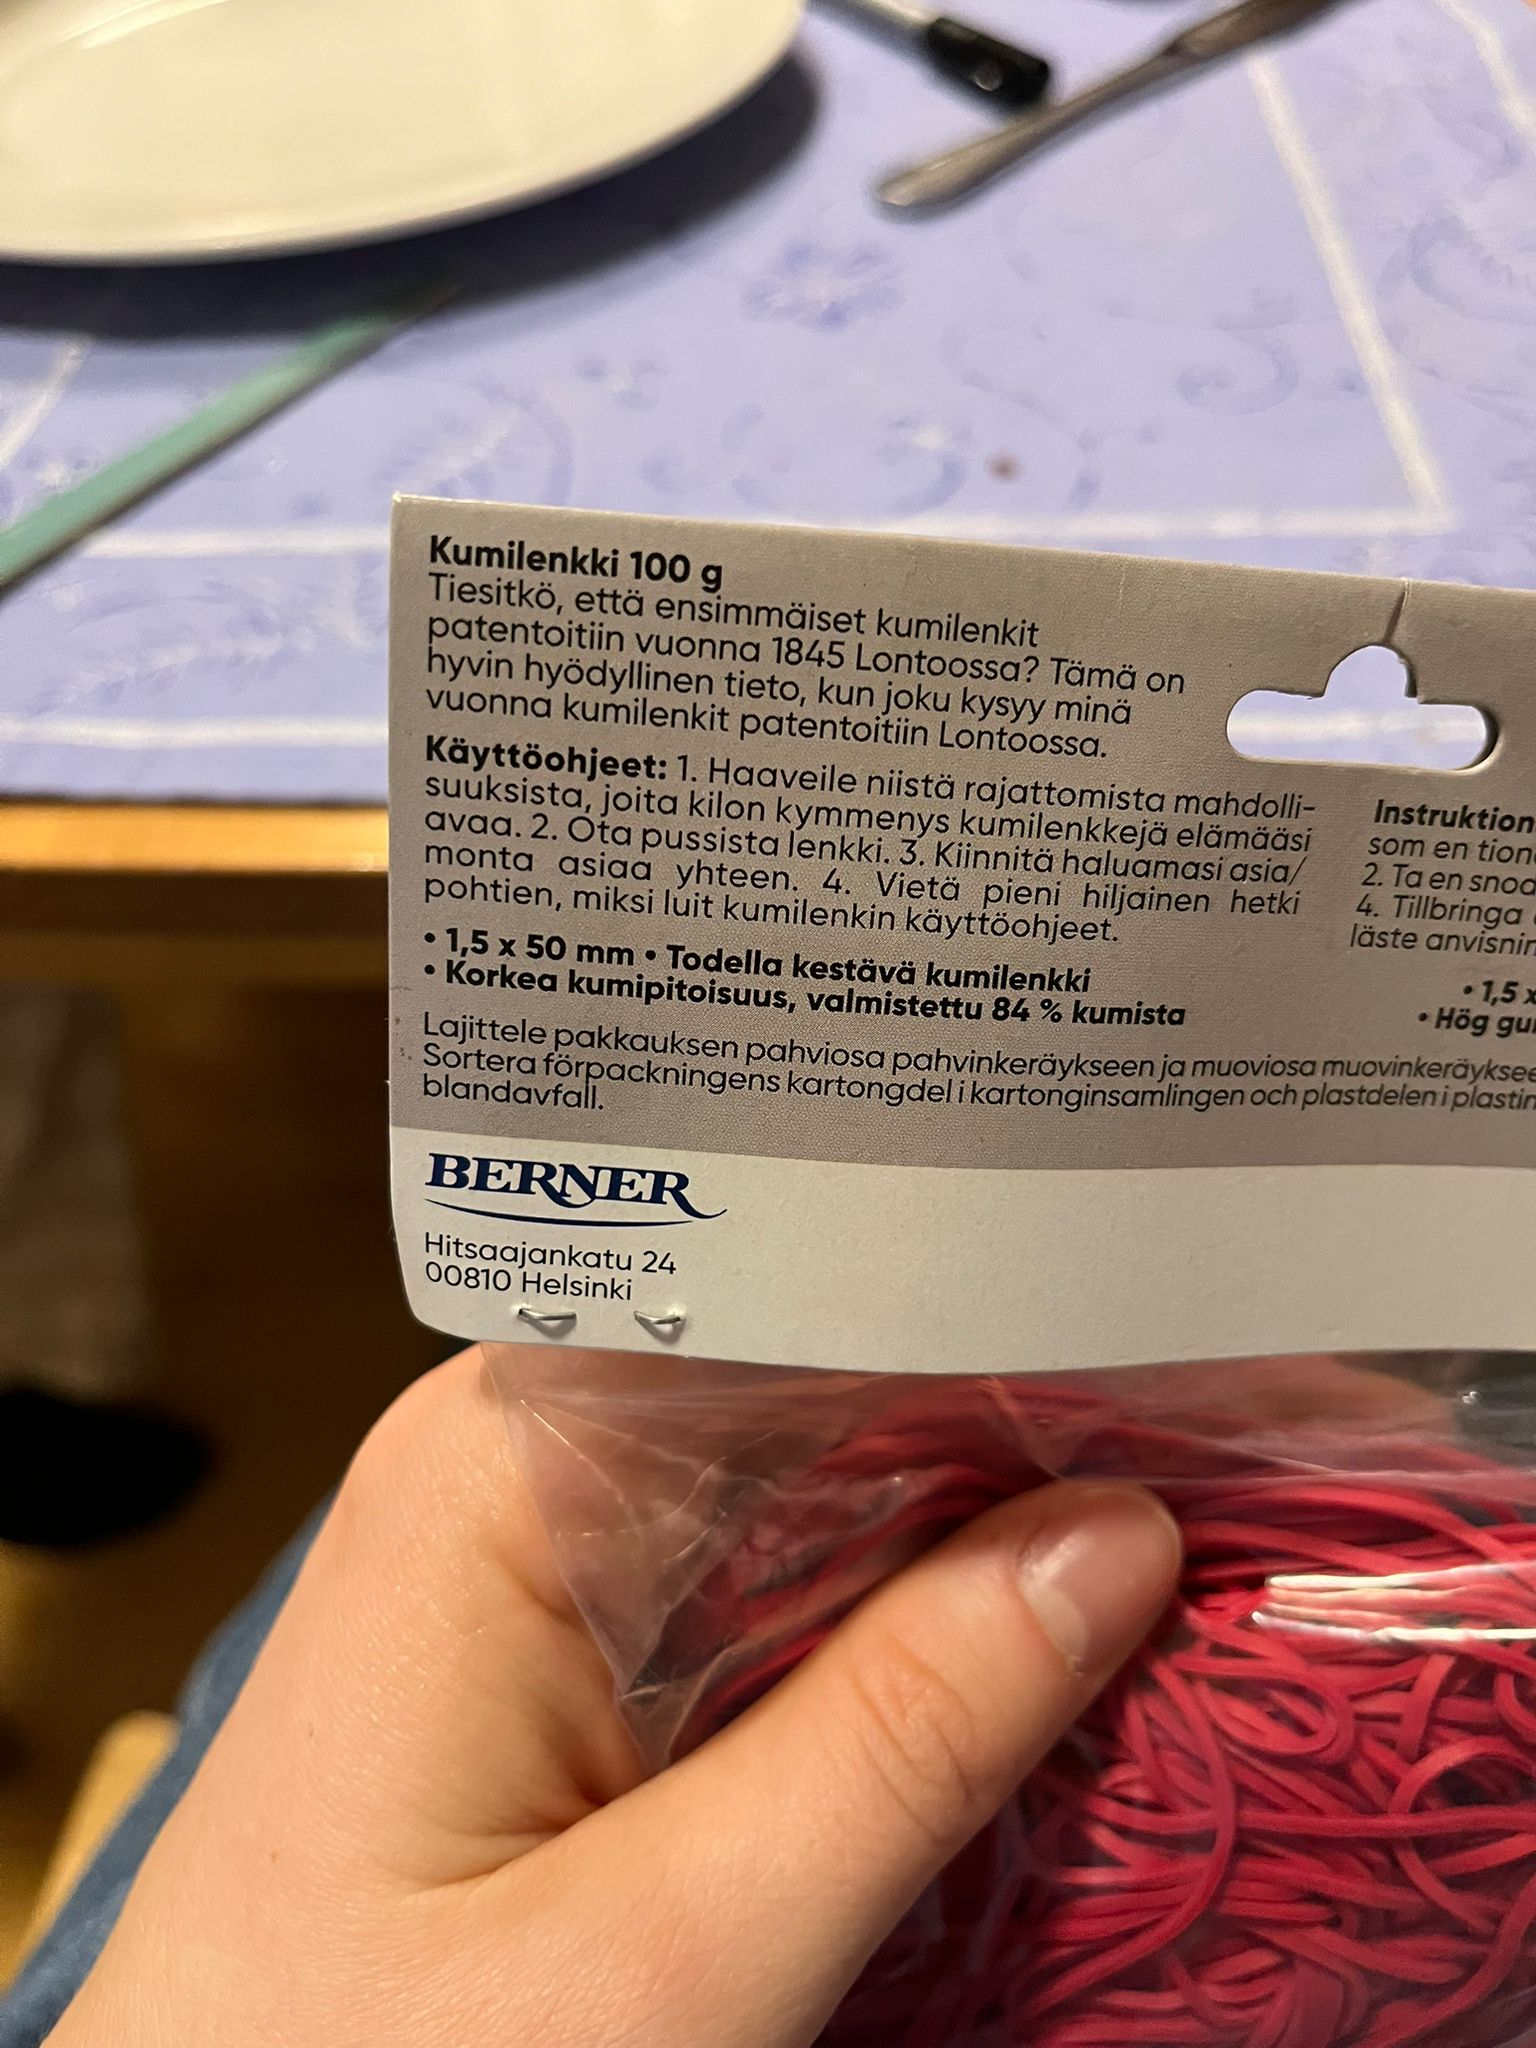 Kumilenkki 100 g
Tiesitkö, että ensimmäiset kumilenkit
patentoitiin vuonna 1845 Lontoossa? Tämä on
hyvin hyödyllinen tieto, kun joku kysyy minä
vuonna kumilenkit patentoitiin Lontoossa.
Käyttöohjeet: 1. Haaveile niistä rajattomista mahdolli-
suuksista, joita kilon kymmenys kumilenkkejä elämääsi
avaa. 2. Ota pussista lenkki. 3. Kiinnitä haluamasi asia/
monta asiaa yhteen. 4. Vietä pieni hiljainen hetki
pohtien, miksi luit kumilenkin käyttöohjeet.
• 1,5 x 50 mm • Todella kestävä kumilenkki
• Korkea kumipitoisuus, valmistettu 84 % kumista
Instruktion
som en tion
2. Ta en snod
4. Tillbringa
läste anvisnin
• 1,5 x
• Hög gu
Lajittele pakkauksen pahviosa pahvinkeräykseen ja muoviosa muovinkeräyksee
Sortera förpackningens kartongdel i kartonginsamlingen och plastdelen i plastin
blandavfall.
BERNER
Hitsaajankatu 24
00810 Helsinki